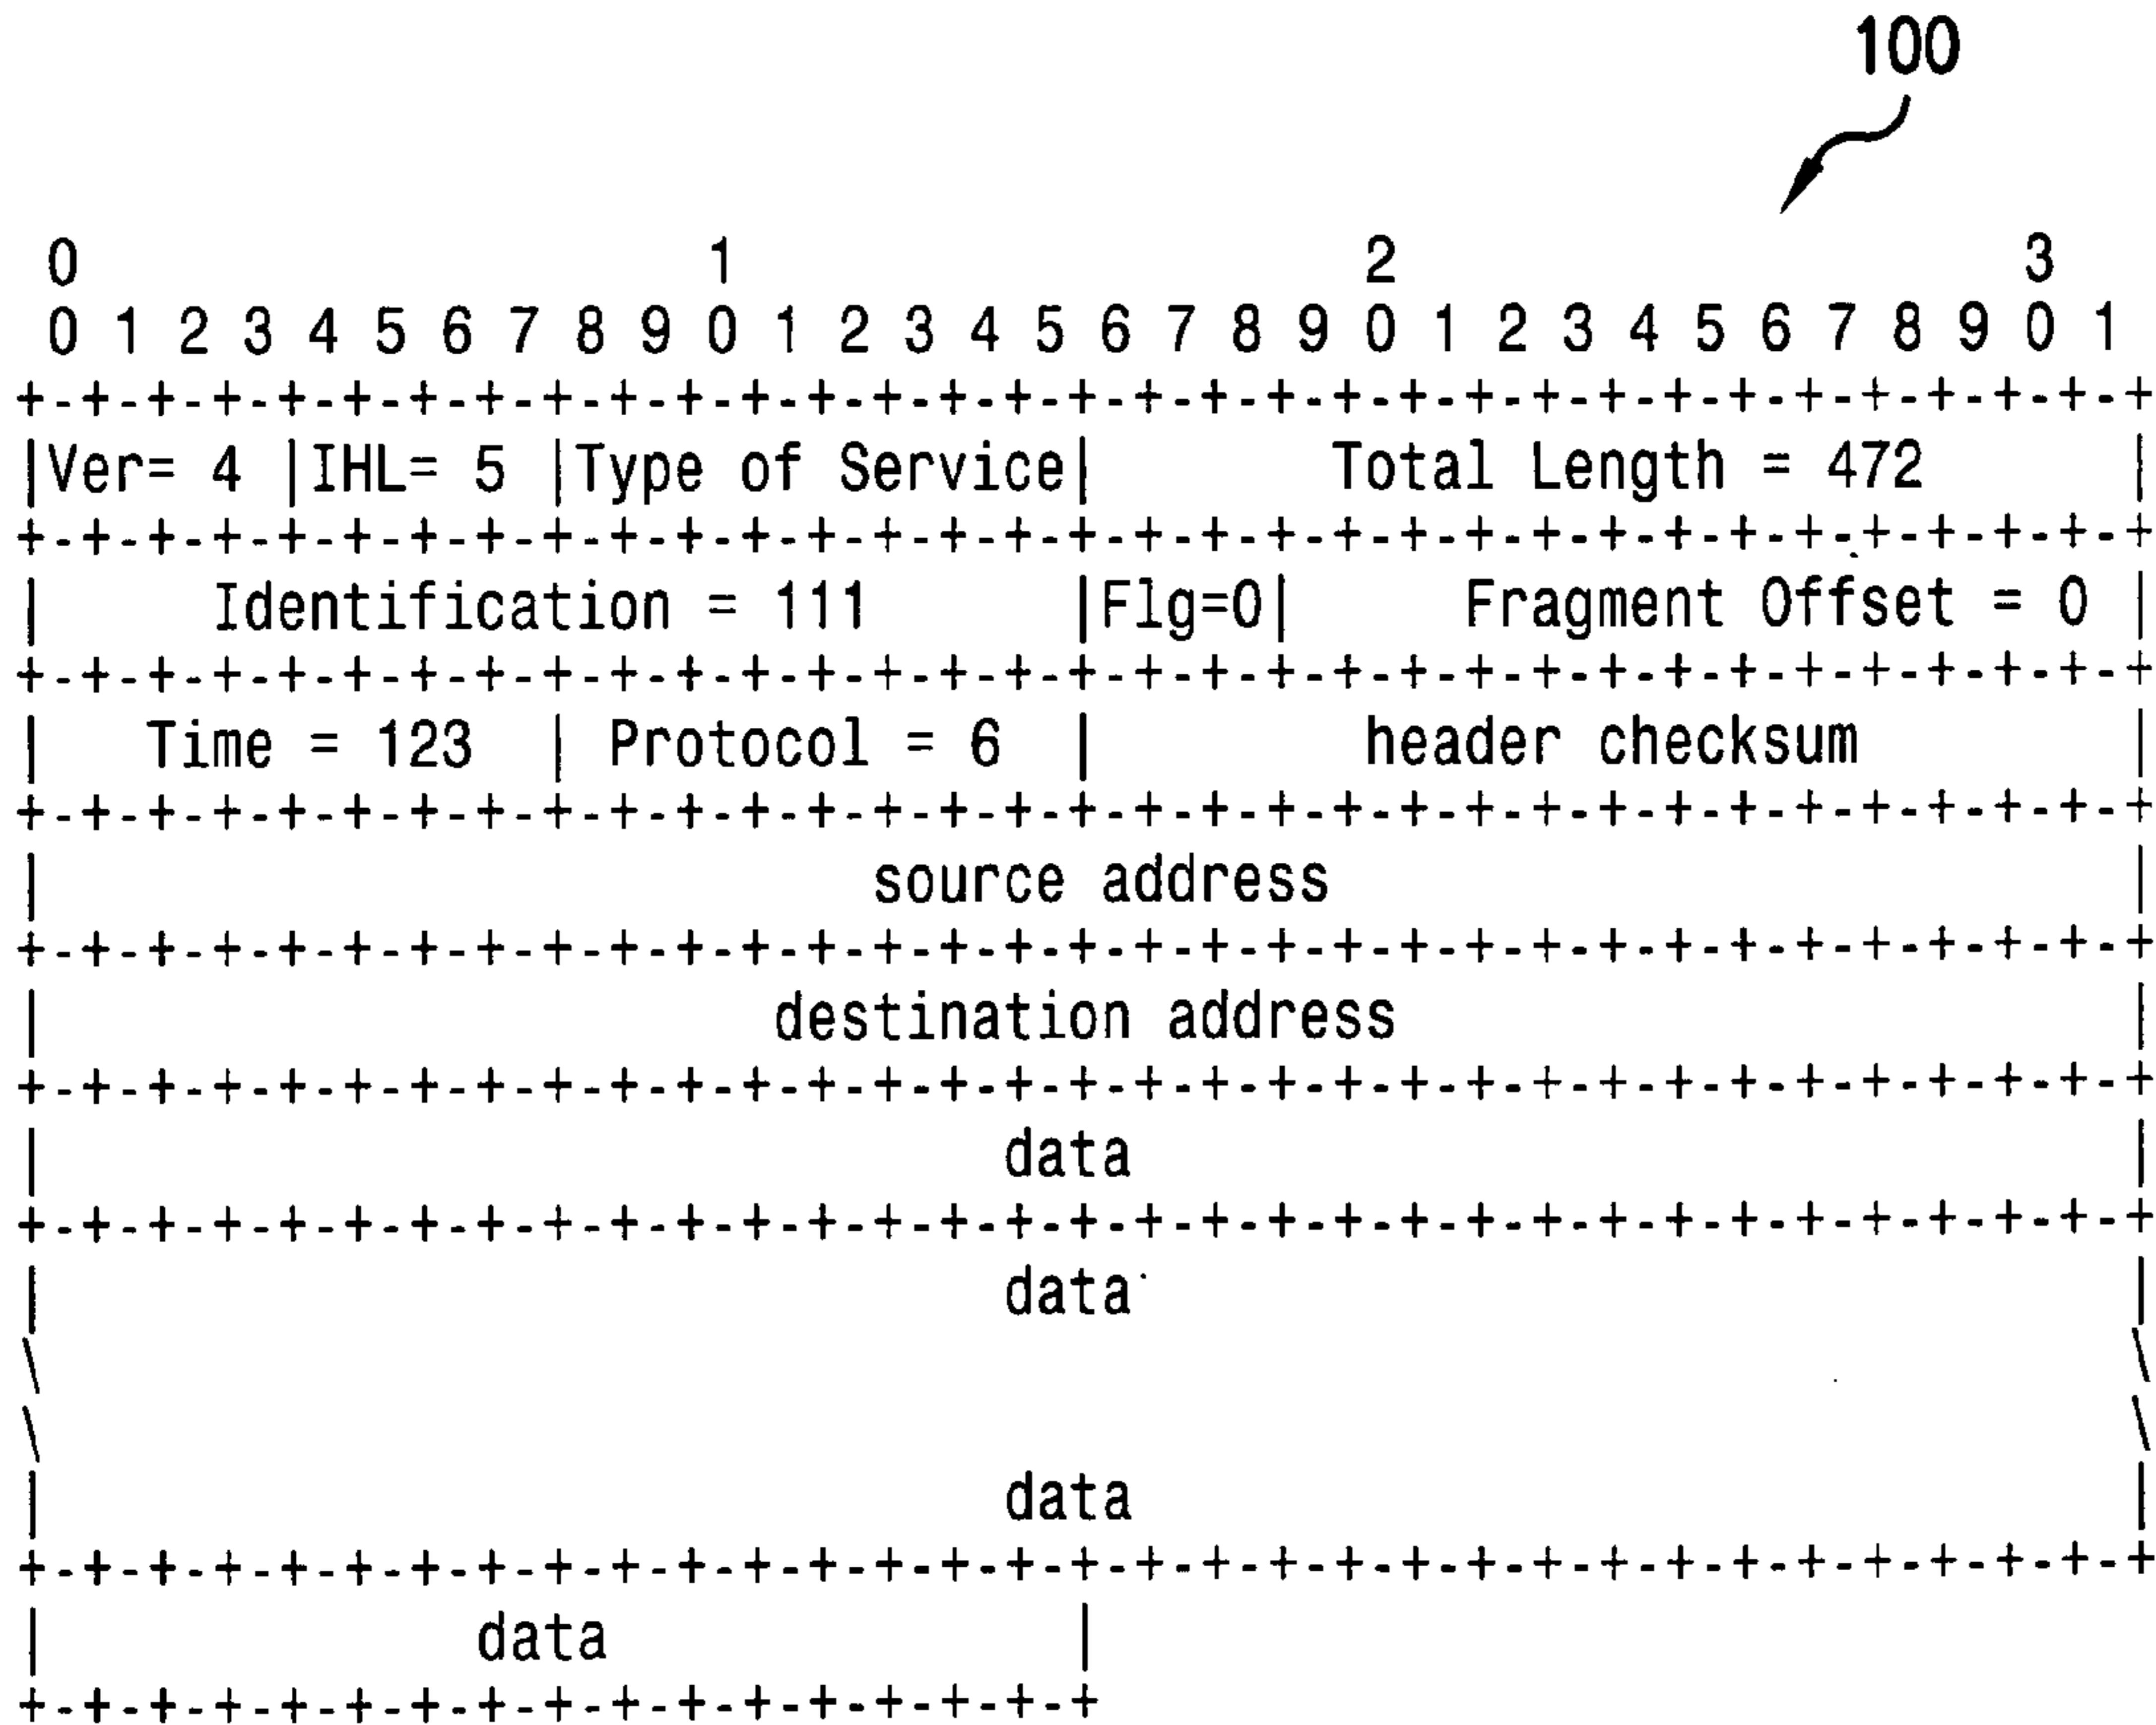 100
0                   1                   2                   3
0 1 2 3 4 5 6 7 8 9 0 1 2 3 4 5 6 7 8 9 0 1 2 3 4 5 6 7 8 9 0 1
+-+-+-+-+-+-+-+-+-+-+-+-+-+-+-+-+-+-+-+-+-+-+-+-+-+-+-+-+-+-+-+-+
|Ver= 4 |IHL= 5 |Type of Service|       Total Length = 472      |
+-+-+-+-+-+-+-+-+-+-+-+-+-+-+-+-+-+-+-+-+-+-+-+-+-+-+-+-+-+-+-+-+
|     Identification = 111      |Flg=0|     Fragment Offset = 0 |
+-+-+-+-+-+-+-+-+-+-+-+-+-+-+-+-+-+-+-+-+-+-+-+-+-+-+-+-+-+-+-+-+
|   Time = 123  | Protocol = 6  |        header checksum        |
+-+-+-+-+-+-+-+-+-+-+-+-+-+-+-+-+-+-+-+-+-+-+-+-+-+-+-+-+-+-+-+-+
|                         source address                        |
+-+-+-+-+-+-+-+-+-+-+-+-+-+-+-+-+-+-+-+-+-+-+-+-+-+-+-+-+-+-+-+-+
|                      destination address                      |
+-+-+-+-+-+-+-+-+-+-+-+-+-+-+-+-+-+-+-+-+-+-+-+-+-+-+-+-+-+-+-+-+
|                             data                              |
+-+-+-+-+-+-+-+-+-+-+-+-+-+-+-+-+-+-+-+-+-+-+-+-+-+-+-+-+-+-+-+-+
|                             data                              |
\                                                               \
\                                                               \
|                             data                              |
+-+-+-+-+-+-+-+-+-+-+-+-+-+-+-+-+-+-+-+-+-+-+-+-+-+-+-+-+-+-+-+-+
|             data              |
+-+-+-+-+-+-+-+-+-+-+-+-+-+-+-+-+